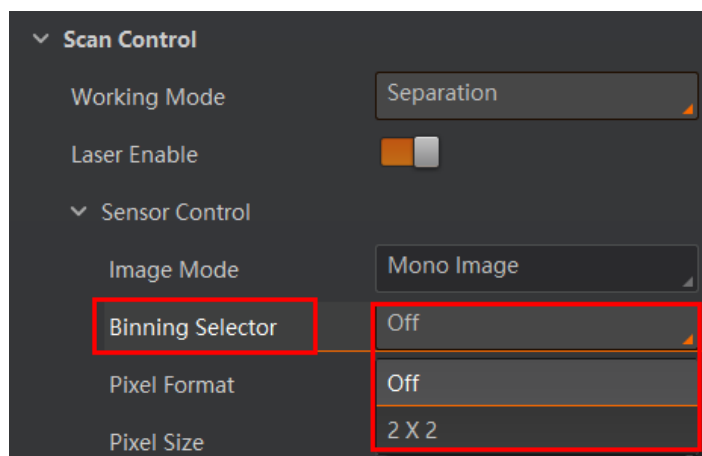 Scan Control
Working Mode Separation
Laser Enable
Sensor Control
Image Mode Mono Image
Binning Selector Off
Pixel Format Off
Pixel Size 2 X 2